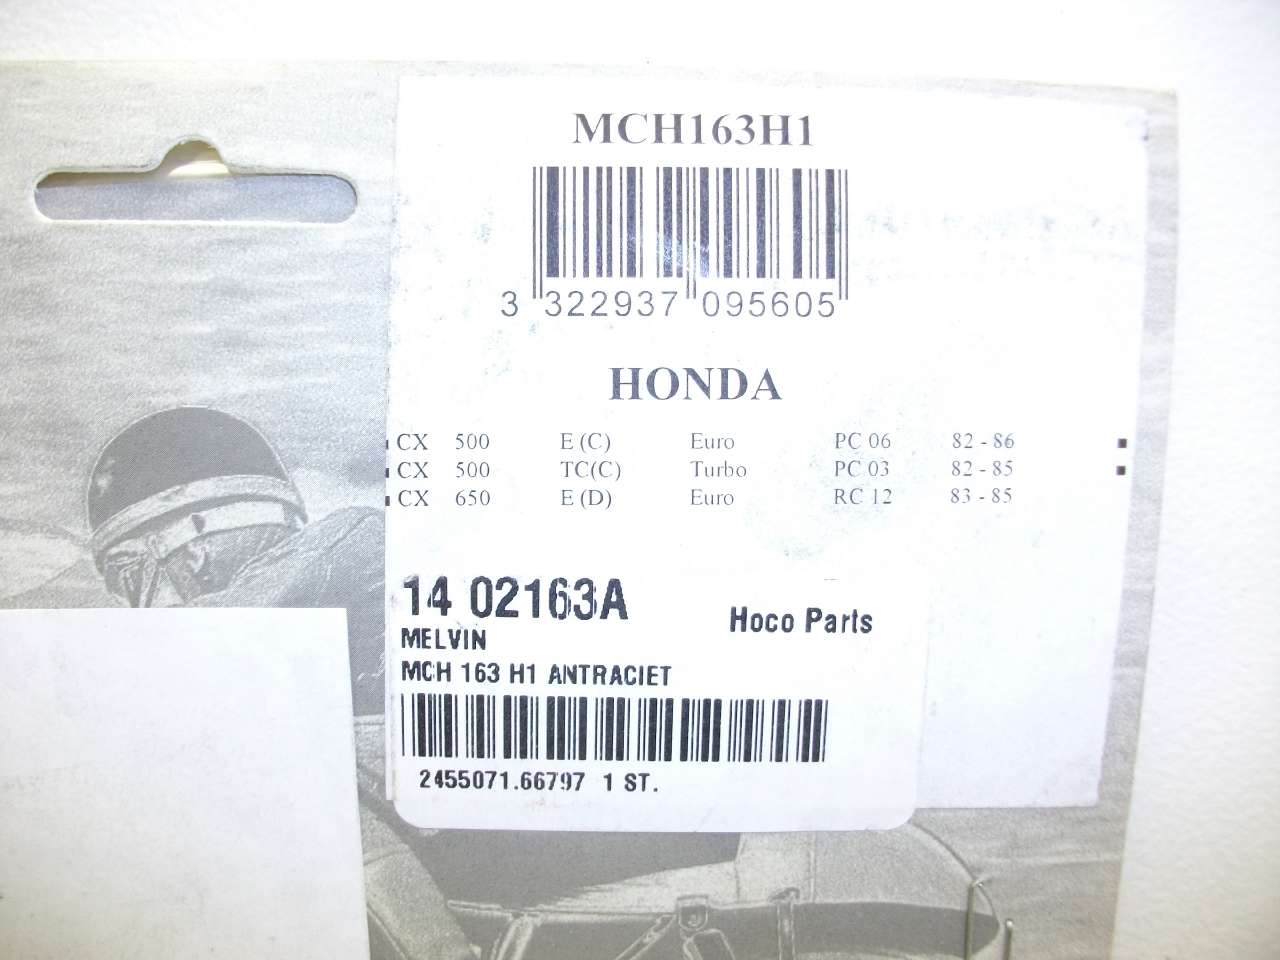 MCH163H1
3 322937 095605
HONDA
CX 500 E (C) Euro PC 06 82 - 86
CX 500 TC(C) Turbo PC 03 82 - 85
CX 650 E (D) Euro RC 12 83 - 85
14 02163A
Hoco Parts
MELVIN
MCH 163 H1 ANTRACIET
2455071.66797 1 ST.